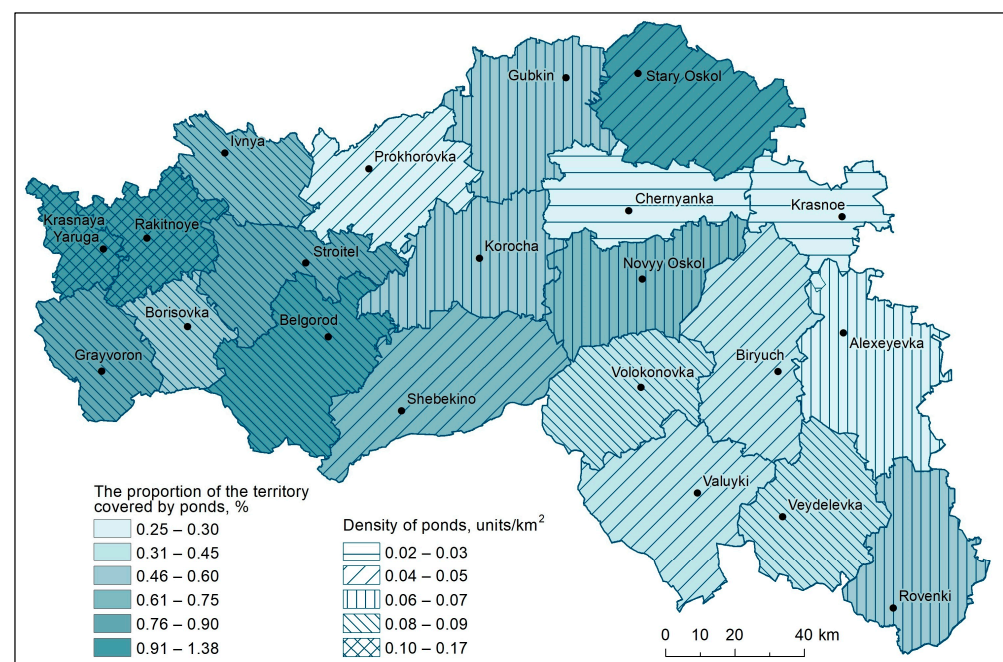 Gubkin
Stary Oskol
Ivnya
Prokhorovka
Chernyanka
Krasnoe
Krasnaya
Yaruga
Rakitnoye
Stroitel
Korocha
Novyy Oskol
Borisovka
Belgorod
Alexeyevka
Grayvoron
Biryuch
Volokonovka
Shebekino
Valuyki
Veydelevka
Rovenki
The proportion of the territory
covered by ponds, %
0.25 – 0.30
0.31 – 0.45
0.46 – 0.60
0.61 – 0.75
0.76 – 0.90
0.91 – 1.38
Density of ponds, units/km²
0.02 – 0.03
0.04 – 0.05
0.06 – 0.07
0.08 – 0.09
0.10 – 0.17
0 10 20 40 km